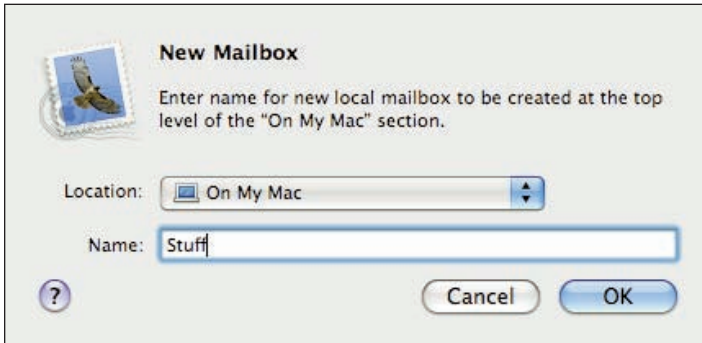 New Mailbox
Enter name for new local mailbox to be created at the top
level of the “On My Mac” section.
Location: On My Mac
Name: Stuff
? Cancel OK